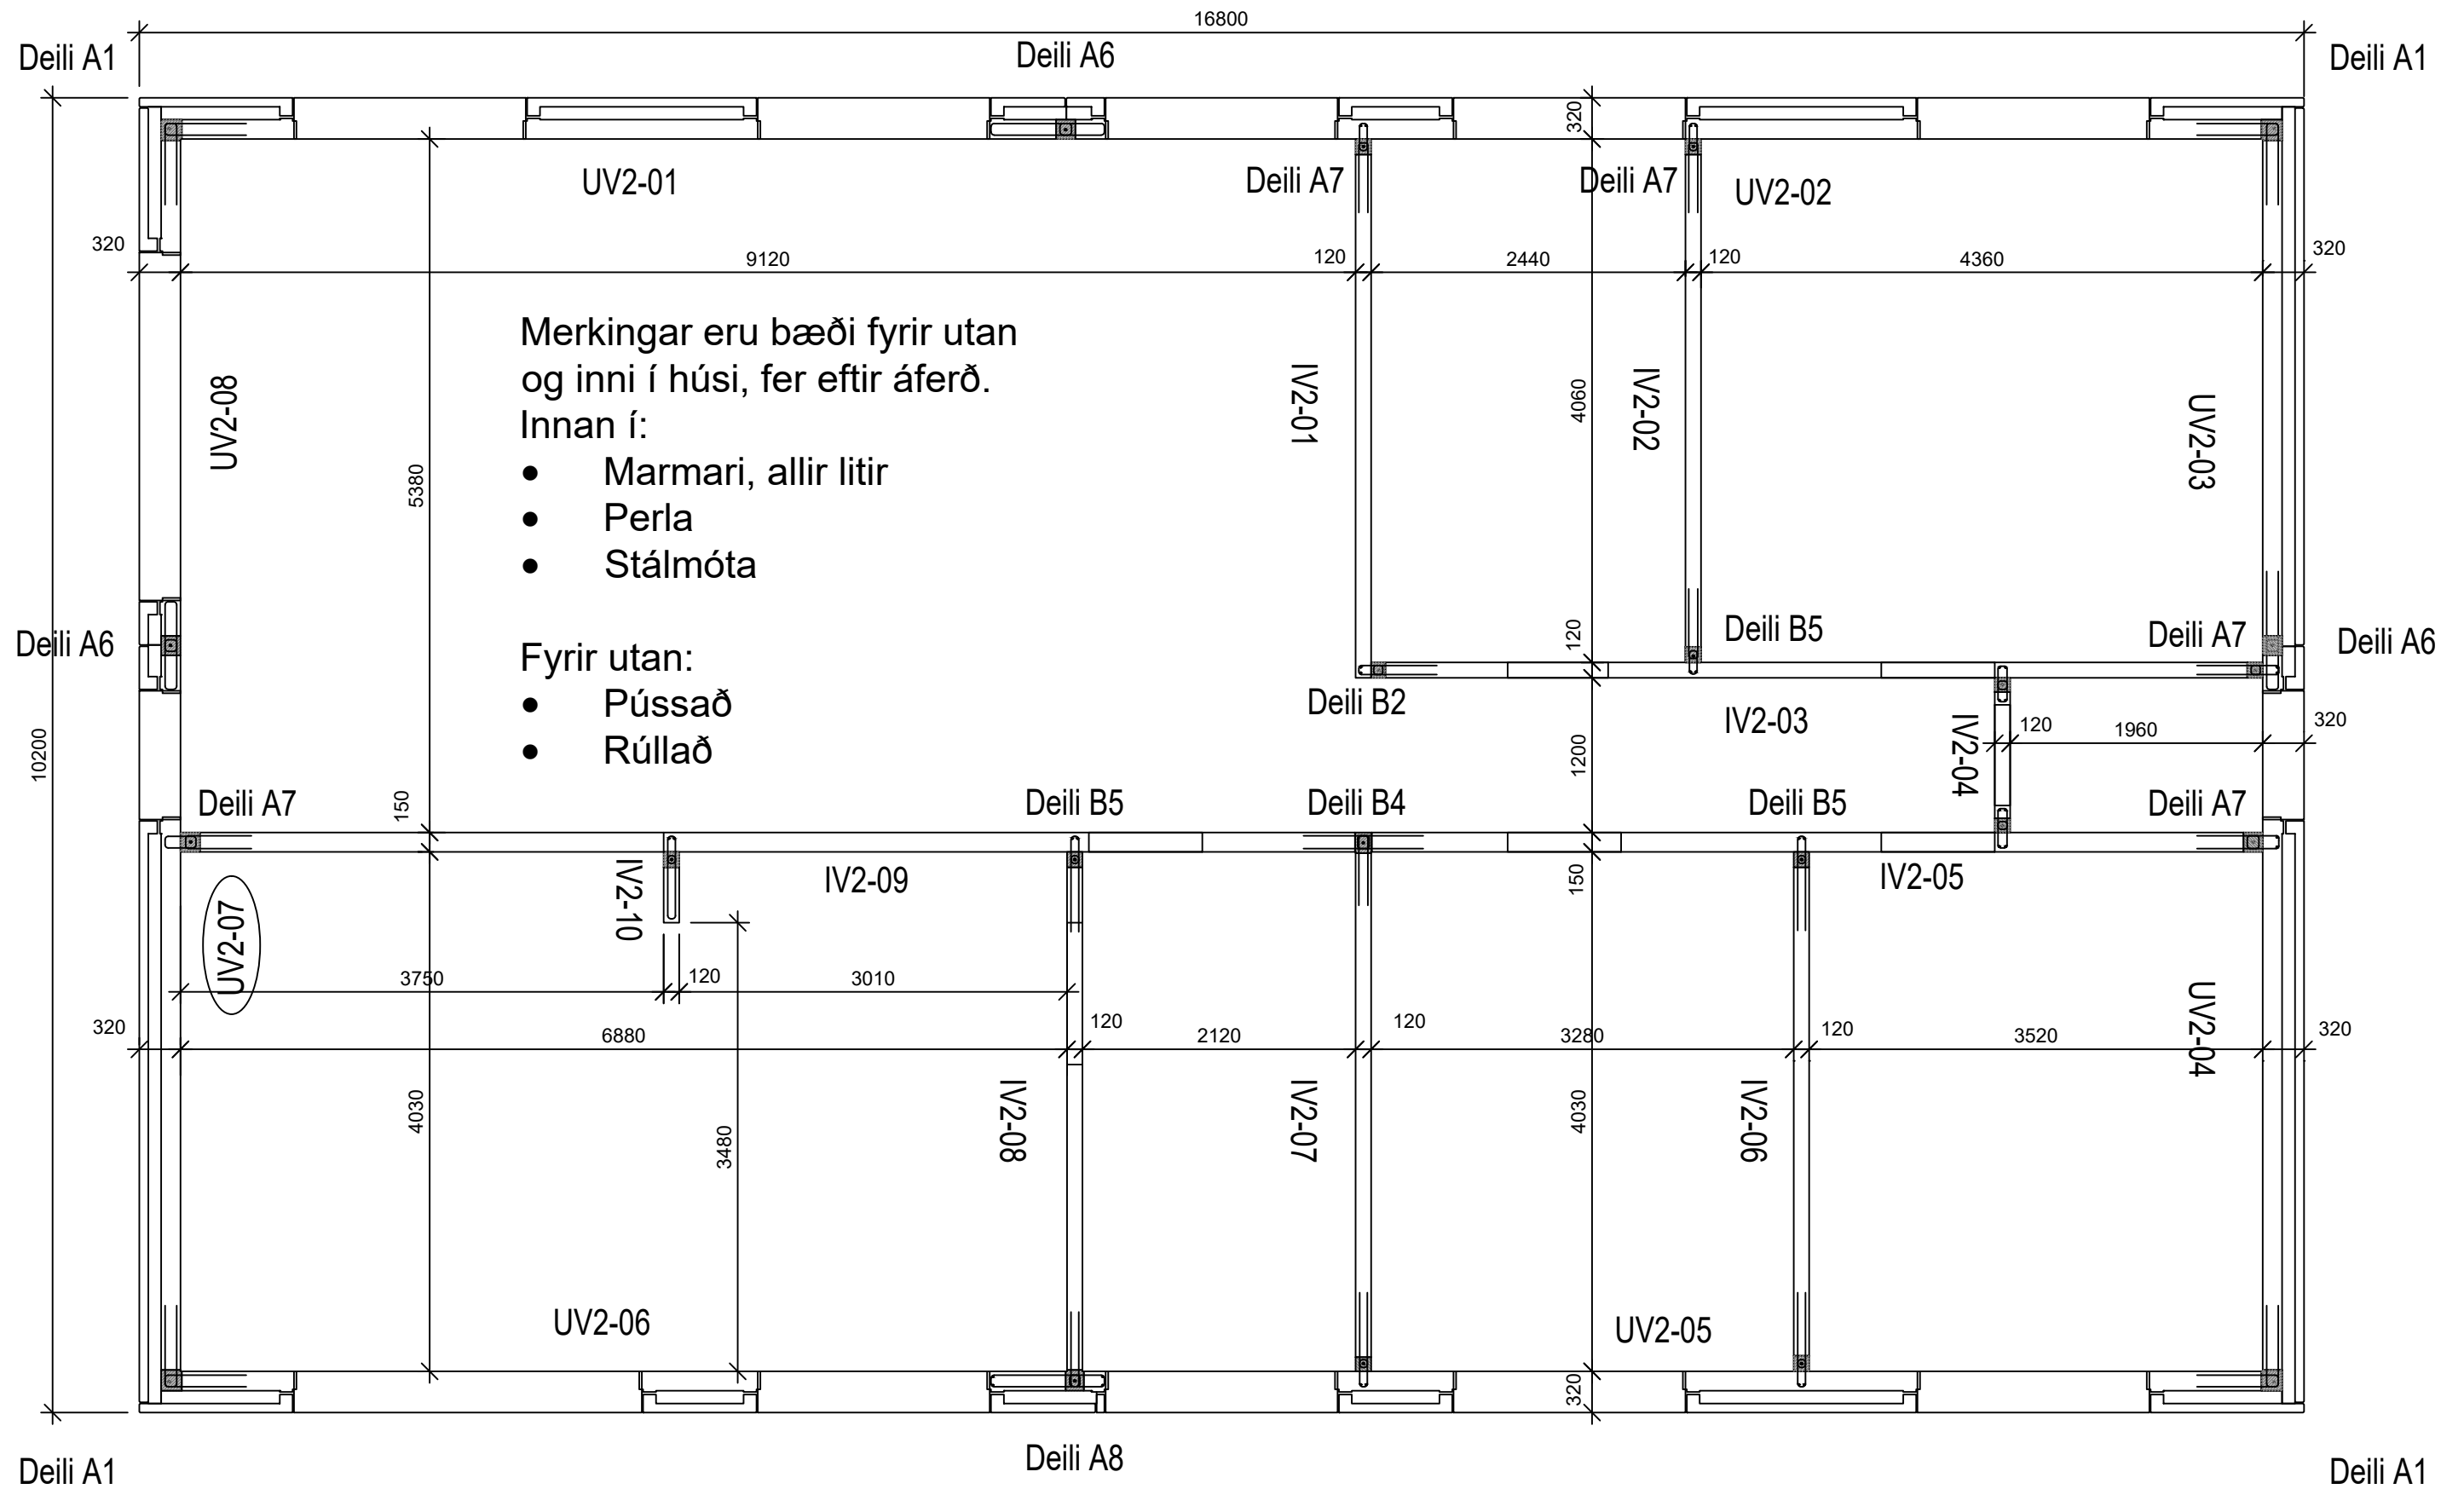 16800
Deili A1
Deili A6
Deili A1
320
UV2-01
Deili A7
Deili A7
UV2-02
320
9120
120
2440
120
4360
320
Merkingar eru bæði fyrir utan
og inni í húsi, fer eftir áferð.
Innan í:
• Marmari, allir litir
• Perla
• Stálmóta
Fyrir utan:
• Pússað
• Rúllað
UV2-08
5380
IV2-01
4060
IV2-02
UV2-03
Deili A6
120
Deili B5
Deili A7
Deili A6
Deili B2
IV2-03
IV2-04
120
1960
320
10200
1200
150
Deili A7
Deili B5
Deili B4
Deili B5
Deili A7
IV2-10
IV2-09
150
IV2-05
UV2-07
3750
120
3010
UV2-04
320
6880
120
2120
120
3280
120
3520
320
4030
3480
IV2-08
IV2-07
4030
IV2-06
UV2-06
UV2-05
320
Deili A1
Deili A8
Deili A1